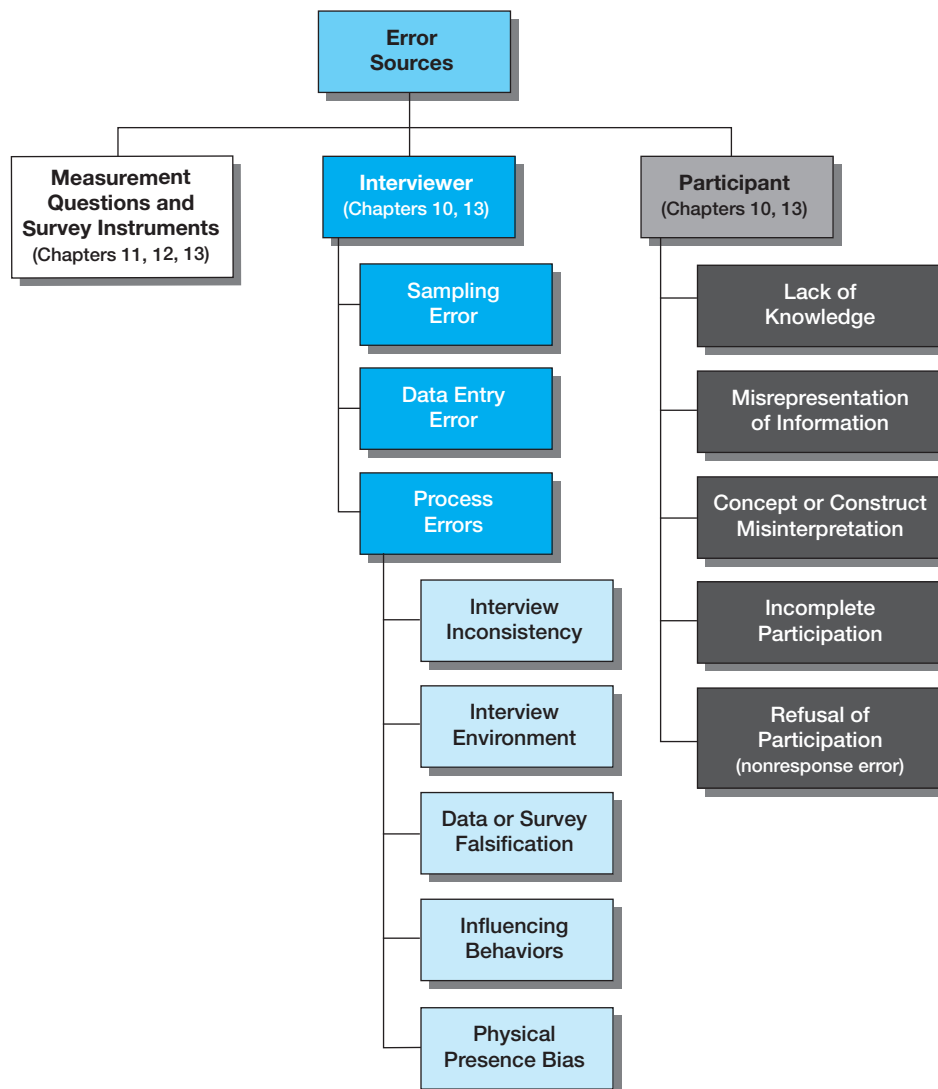 Error
Sources
Measurement
Questions and
Survey Instruments
(Chapters 11, 12, 13)
Interviewer
(Chapters 10, 13)
Participant
(Chapters 10, 13)
Sampling
Error
Data Entry
Error
Process
Errors
Interview
Inconsistency
Interview
Environment
Data or Survey
Falsification
Influencing
Behaviors
Physical
Presence Bias
Lack of
Knowledge
Misrepresentation
of Information
Concept or Construct
Misinterpretation
Incomplete
Participation
Refusal of
Participation
(nonresponse error)